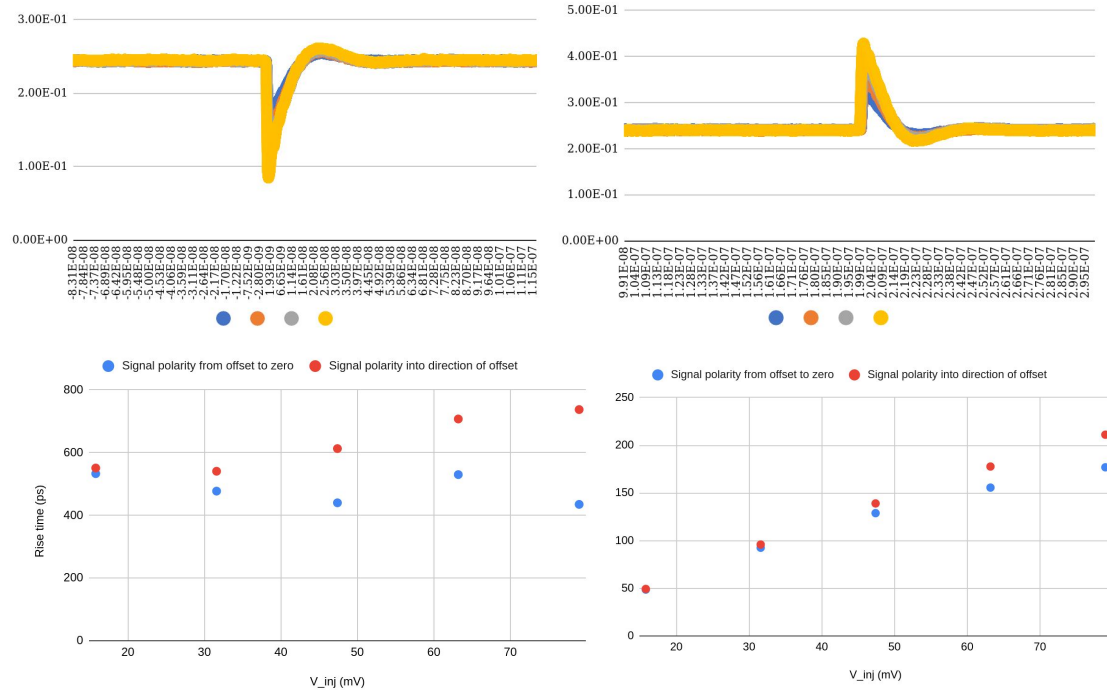 3.00E-01
2.00E-01
1.00E-01
0.00E+00
-8.31E-08
-7.84E-08
-7.37E-08
-6.89E-08
-6.42E-08
-5.95E-08
-5.48E-08
-5.00E-08
-4.53E-08
-4.06E-08
-3.59E-08
-3.11E-08
-2.64E-08
-2.17E-08
-1.70E-08
-1.22E-08
-7.52E-09
-2.80E-09
1.93E-09
6.65E-09
1.14E-08
1.61E-08
2.08E-08
2.56E-08
3.03E-08
3.50E-08
3.97E-08
4.45E-08
4.92E-08
5.39E-08
5.86E-08
6.34E-08
6.81E-08
7.28E-08
7.75E-08
8.23E-08
8.70E-08
9.17E-08
9.64E-08
1.01E-07
1.06E-07
1.11E-07
1.15E-07
5.00E-01
4.00E-01
3.00E-01
2.00E-01
1.00E-01
0.00E+00
9.91E-08
1.04E-07
1.09E-07
1.13E-07
1.18E-07
1.23E-07
1.28E-07
1.33E-07
1.37E-07
1.42E-07
1.47E-07
1.52E-07
1.56E-07
1.61E-07
1.66E-07
1.71E-07
1.76E-07
1.80E-07
1.85E-07
1.90E-07
1.95E-07
1.99E-07
2.04E-07
2.09E-07
2.14E-07
2.19E-07
2.23E-07
2.28E-07
2.33E-07
2.38E-07
2.42E-07
2.47E-07
2.52E-07
2.57E-07
2.61E-07
2.66E-07
2.71E-07
2.76E-07
2.81E-07
2.85E-07
2.90E-07
2.95E-07
Signal polarity from offset to zero
Signal polarity into direction of offset
800
600
400
200
0
Rise time (ps)
20 30 40 50 60 70
V_inj (mV)
Signal polarity from offset to zero
Signal polarity into direction of offset
250
200
150
100
50
0
20 30 40 50 60 70
V_inj (mV)